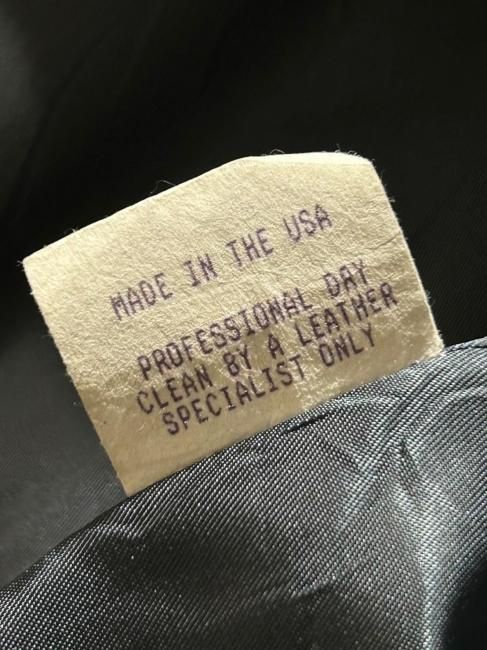 MADE IN THE USA
PROFESSIONAL DAY
CLEAN BY A LEATHER
SPECIALIST ONLY